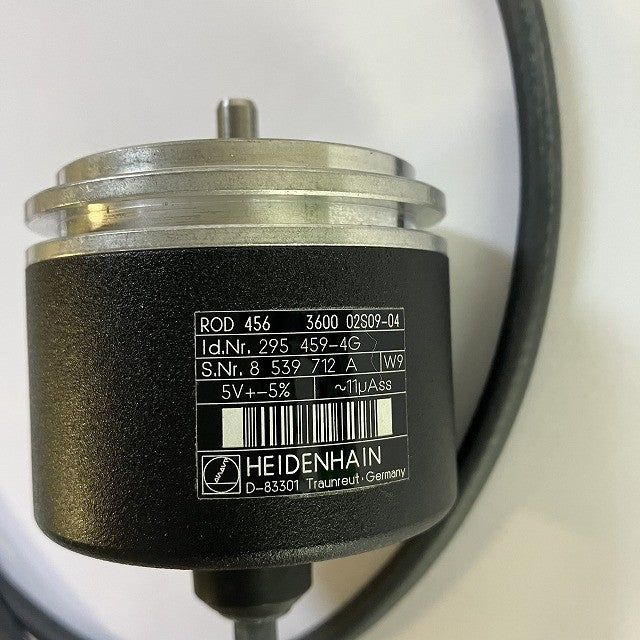 ROD 456 3600 02S09-04
Id.Nr. 295 459-4G
S.Nr. 8 539 712 A W9
5V+-5% ~11µAss
HEIDENHAIN
D-83301 Traunreut·Germany